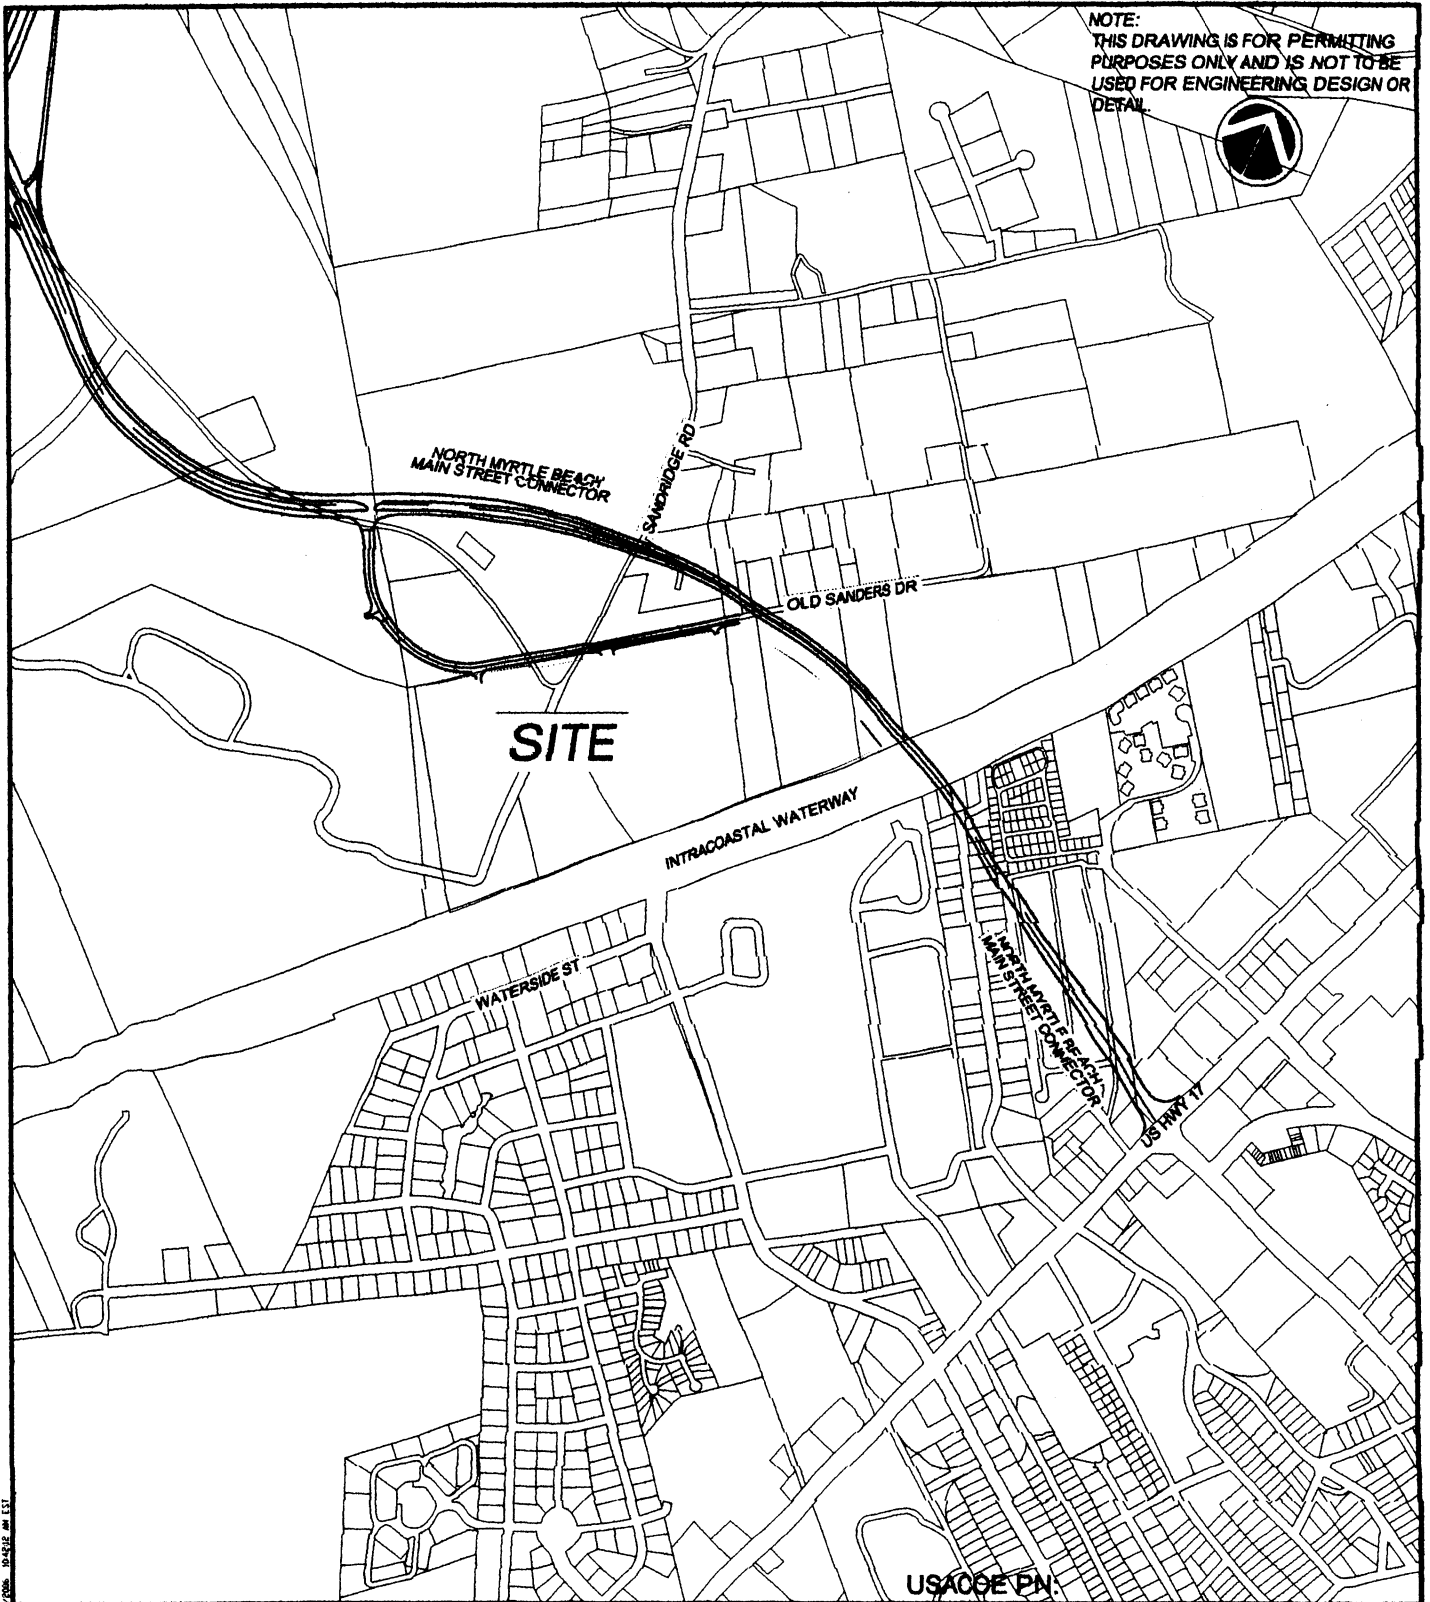 NOTE:
THIS DRAWING IS FOR PERMITTING
PURPOSES ONLY AND IS NOT TO BE
USED FOR ENGINEERING DESIGN OR
DETAIL.
NORTH MYRTLE BEACH
MAIN STREET CONNECTOR
SANDRIDGE RD
OLD SANDERS DR
SITE
INTRACOASTAL WATERWAY
WATERSIDE ST
NORTH MYRTLE BEACH
MAIN STREET CONNECTOR
US HWY 17
USACOE PN: